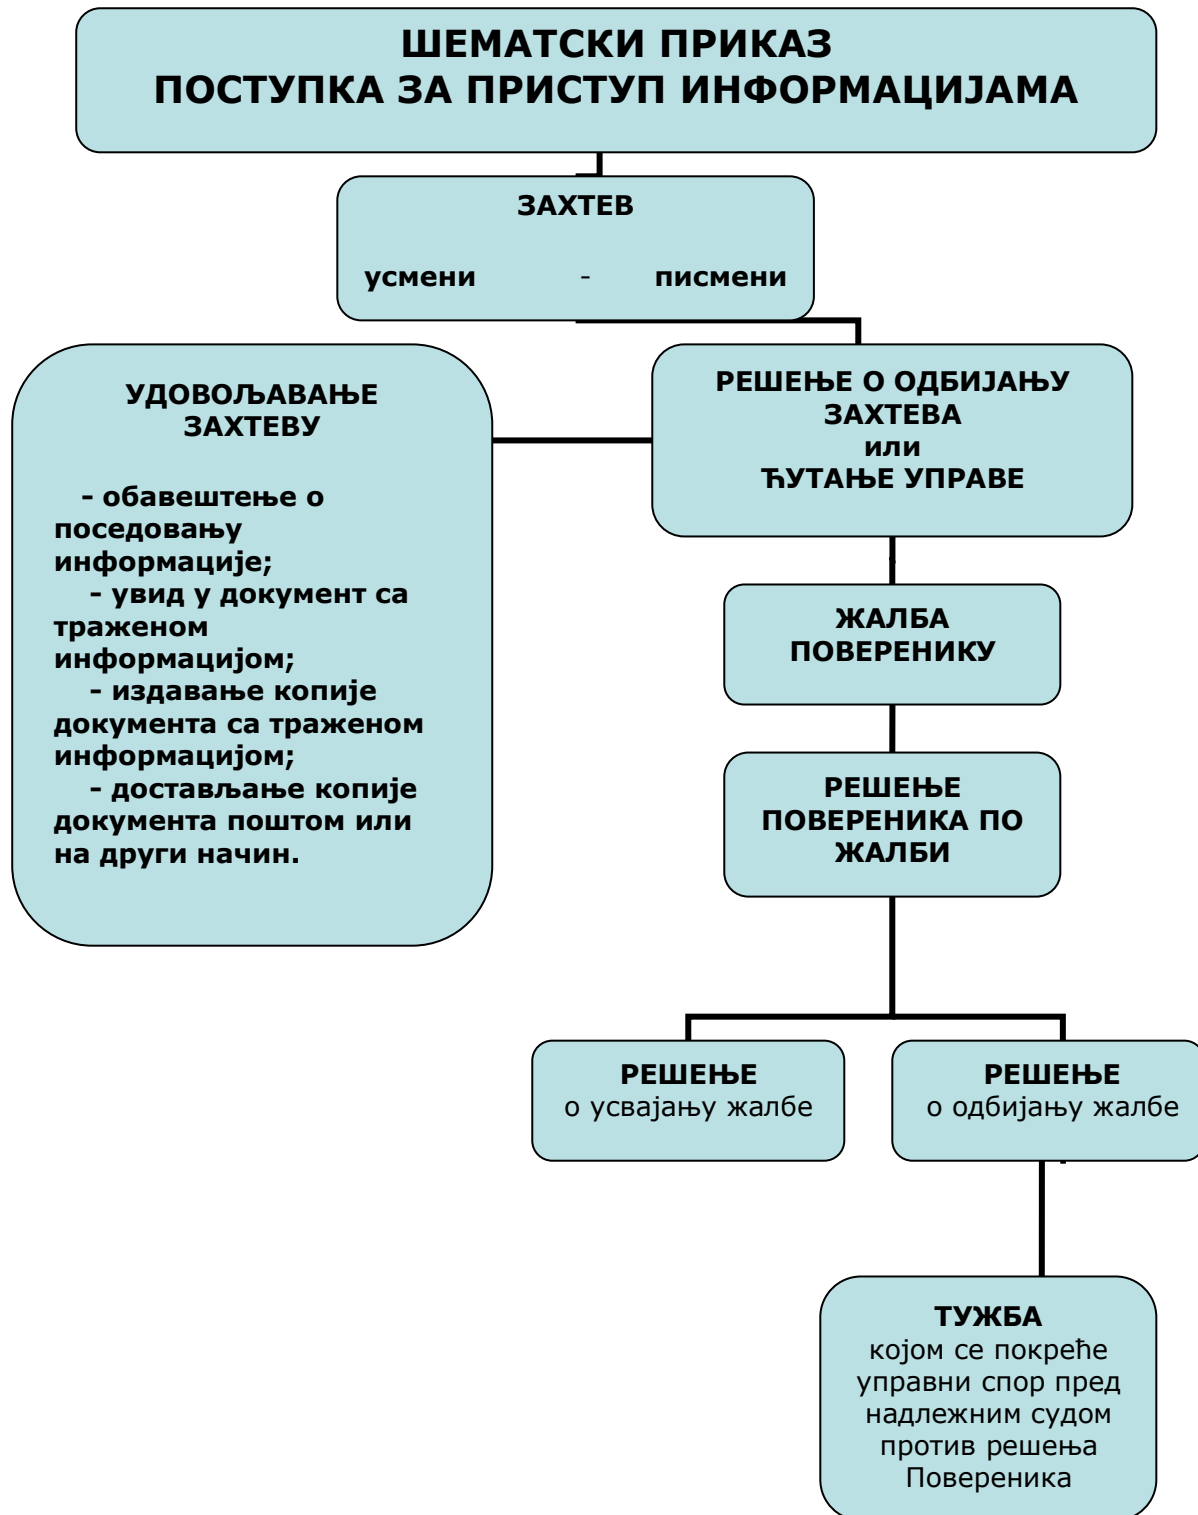 ШЕМАТСКИ ПРИКАЗ
ПОСТУПКА ЗА ПРИСТУП ИНФОРМАЦИЈАМА
ЗАХТЕВ
усмени - писмени
УДОВОЉАВАЊЕ
ЗАХТЕВУ
- обавештење о
поседовању
информације;
- увид у документ са
траженом
информацијом;
- издавање копије
документа са траженом
информацијом;
- достављање копије
документа поштом или
на други начин.
РЕШЕЊЕ О ОДБИЈАЊУ
ЗАХТЕВА
или
ЋУТАЊЕ УПРАВЕ
ЖАЛБА
ПОВЕРЕНИКУ
РЕШЕЊЕ
ПОВЕРЕНИКА ПО
ЖАЛБИ
РЕШЕЊЕ
о усвајању жалбе
РЕШЕЊЕ
о одбијању жалбе
ТУЖБА
којом се покреће
управни спор пред
надлежним судом
против решења
Повереника